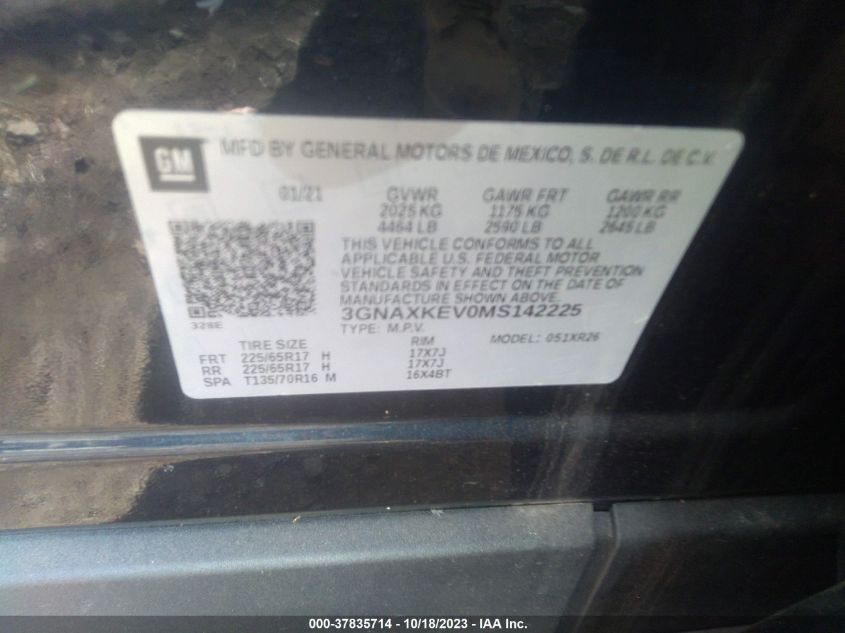 GM
MFD BY GENERAL MOTORS DE MEXICO, S. DE R.L. DE C.V.
01/21 GVWR GAWR FRT GAWR RR
2025 KG 1175 KG 1200 KG
4464 LB 2590 LB 2645 LB
THIS VEHICLE CONFORMS TO ALL
APPLICABLE U.S. FEDERAL MOTOR
VEHICLE SAFETY AND THEFT PREVENTION
STANDARDS IN EFFECT ON THE DATE OF
MANUFACTURE SHOWN ABOVE.
3GNAXKEV0MS142225
328E
TYPE: M.P.V. MODEL: 051XR26
TIRE SIZE RIM
FRT 225/65R17 H 17X7J
RR 225/65R17 H 17X7J
SPA T135/70R16 M 16X4BT
000-37835714 - 10/18/2023 - IAA Inc.